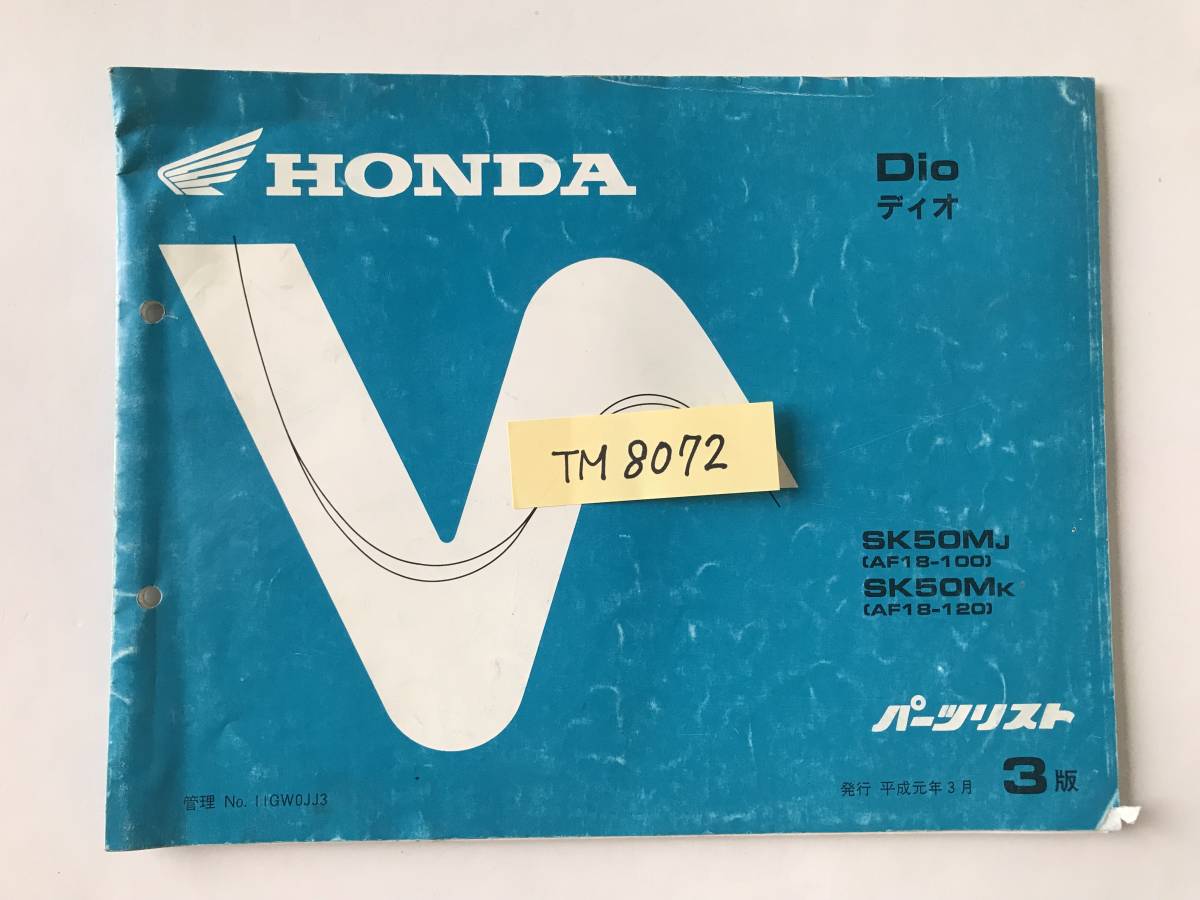 HONDA
Dio
ディオ
TM 8072
SK50MJ
(AF18-100)
SK50MK
(AF18-120)
パーツリスト
管理 No. 11GW0JJ3
発行 平成元年3月 3版